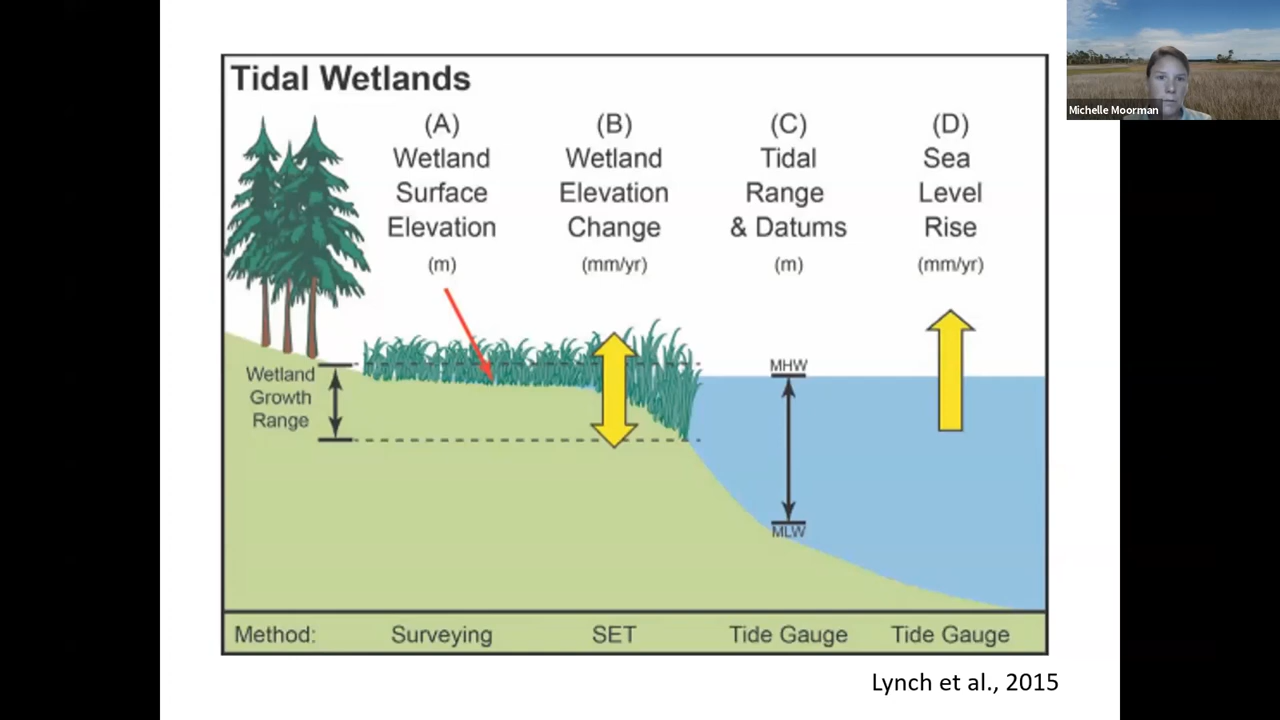 Tidal Wetlands
(A)
Wetland
Surface
Elevation
(m)
(B)
Wetland
Elevation
Change
(mm/yr)
(C)
Tidal
Range
& Datums
(m)
(D)
Sea
Level
Rise
(mm/yr)
Wetland
Growth
Range
MHW
MLW
Method:
Surveying
SET
Tide Gauge
Tide Gauge
Lynch et al., 2015
Michelle Moorman